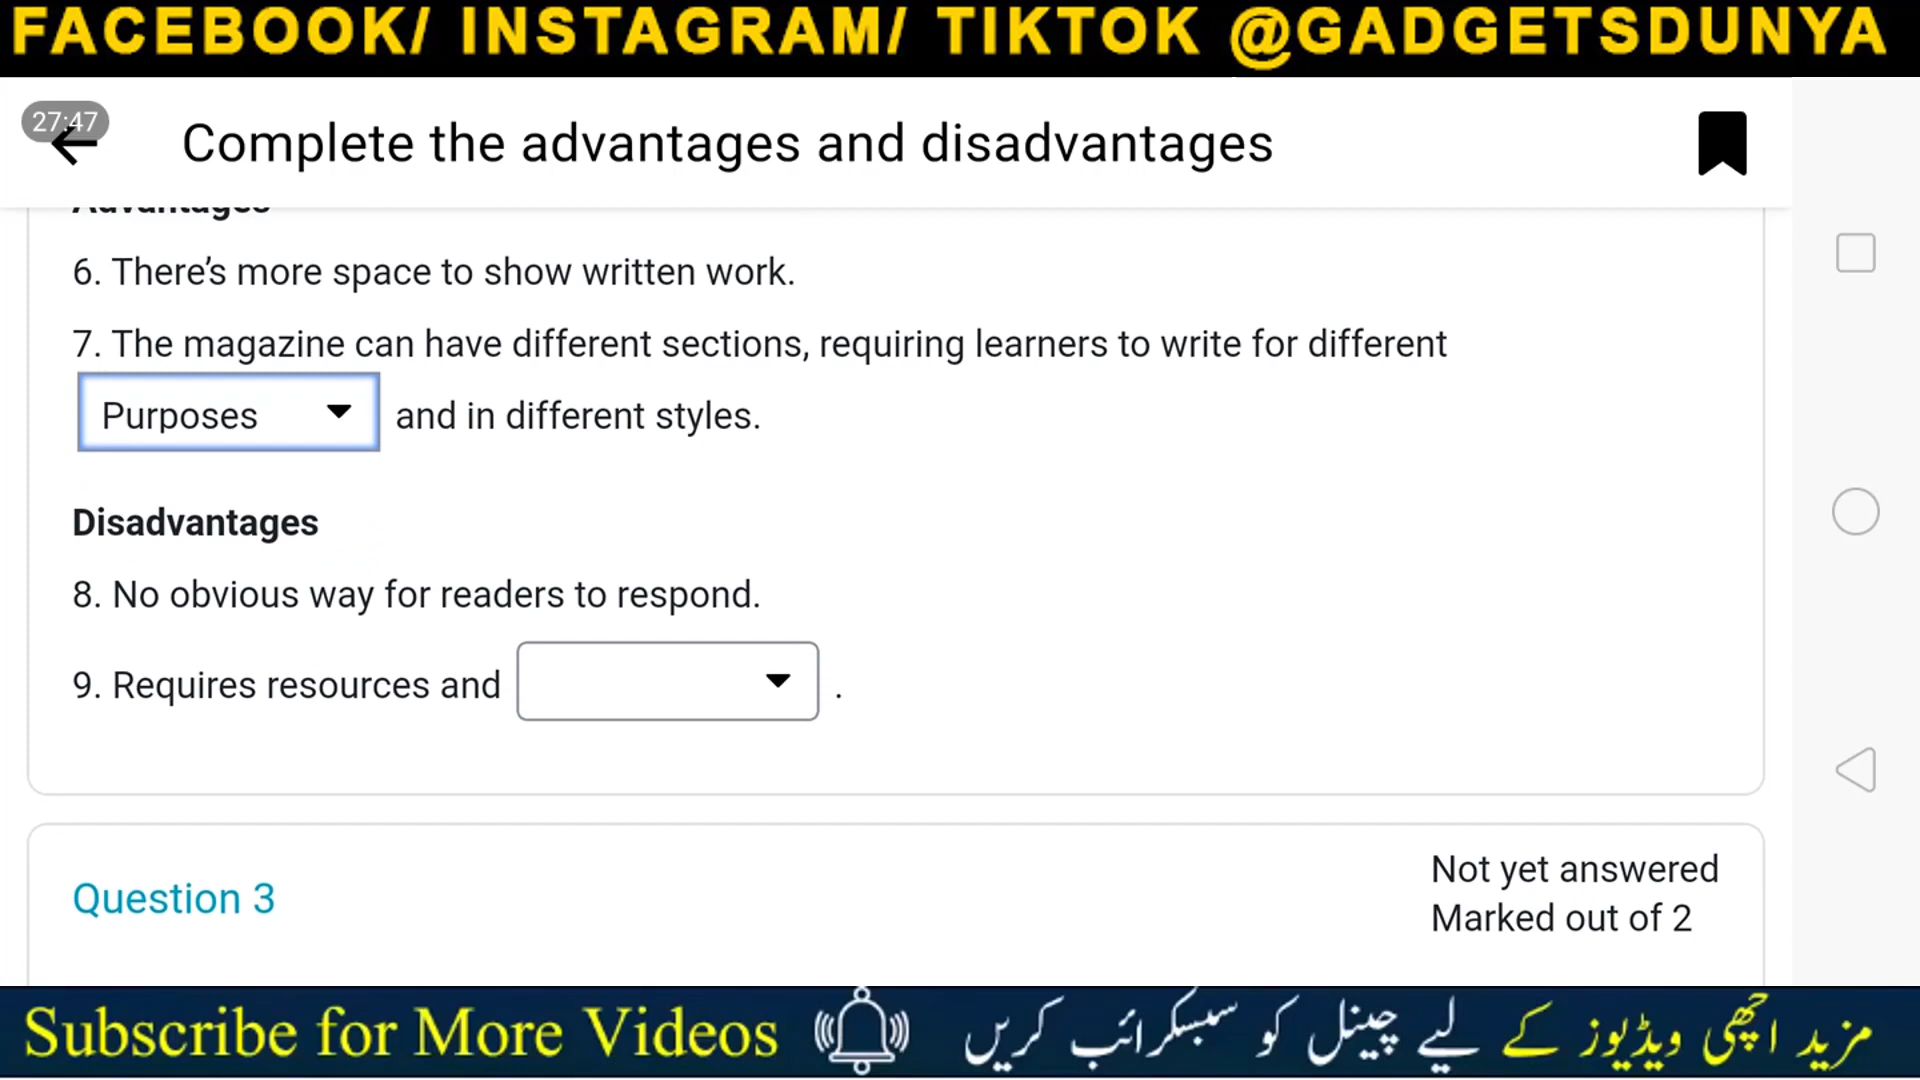 FACEBOOK/ INSTAGRAM/ TIKTOK @GADGETSDUNYA
27:47
Complete the advantages and disadvantages
Advantages
6. There’s more space to show written work.
7. The magazine can have different sections, requiring learners to write for different
Purposes and in different styles.
Disadvantages
8. No obvious way for readers to respond.
9. Requires resources and .
Question 3
Not yet answered
Marked out of 2
Subscribe for More Videos
مزید اچھی ویڈیوز کے لیے چینل کو سبسکرائب کریں